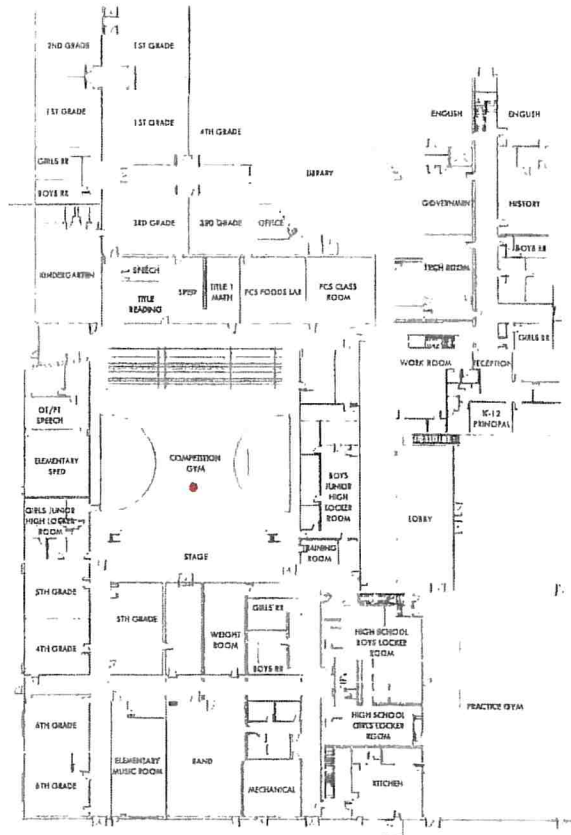 2ND GRADE
1ST GRADE
1ST GRADE
1ST GRADE
4TH GRADE
ENGLISH
ENGLISH
GIRLS RR
BOYS RR
LIBRARY
GOVERNMEN
HISTORY
3RD GRADE
3RD GRADE
OFFICE
BOYS RR
KINDERGARTEN
SPEECH
TITLE
READING
SPED
TITLE 1
MATH
FCS FOODS LAB
FCS CLASS
ROOM
TECH ROOM
GIRLS RR
WORK ROOM
RECEPTION
K-12
PRINCIPAL
OT/PT
SPEECH
ELEMENTARY
SPED
COMPETITION
GYM
BOYS
JUNIOR
HIGH
LOCKER
ROOM
LOBBY
GIRLS JUNIOR
HIGH LOCKER
ROOM
STAGE
RAINING
ROOM
5TH GRADE
5TH GRADE
4TH GRADE
WEIGHT
ROOM
GIRLS RR
BOYS RR
HIGH SCHOOL
BOYS LOCKER
ROOM
PRACTICE GYM
HIGH SCHOOL
GIRLS LOCKER
ROOM
6TH GRADE
6TH GRADE
ELEMENTARY
MUSIC ROOM
BAND
MECHANICAL
KITCHEN